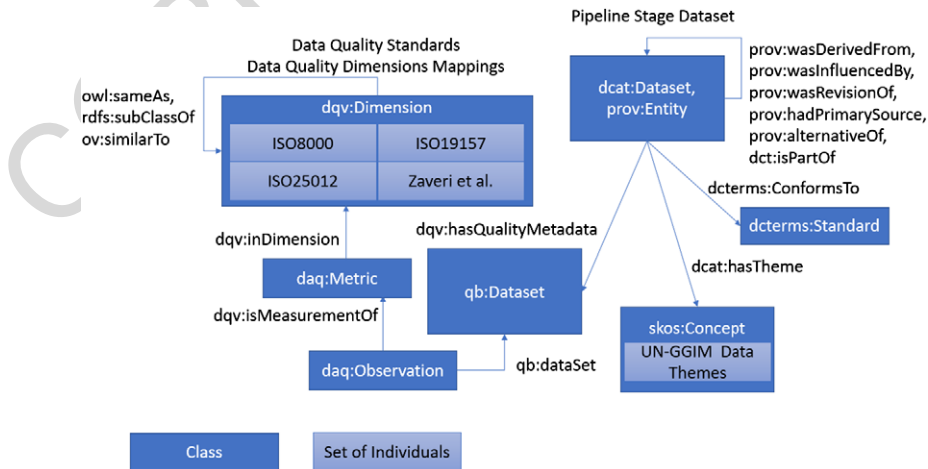 Pipeline Stage Dataset
Data Quality Standards
Data Quality Dimensions Mappings
owl:sameAs,
rdfs:subClassOf
ov:similarTo
dqv:Dimension
ISO8000
ISO19157
ISO25012
Zaveri et al.
dcat:Dataset,
prov:Entity
prov:wasDerivedFrom,
prov:wasInfluencedBy,
prov:wasRevisionOf,
prov:hadPrimarySource,
prov:alternativeOf,
dct:isPartOf
dcterms:ConformsTo
dcterms:Standard
dqv:inDimension
dqv:hasQualityMetadata
daq:Metric
qb:Dataset
dcat:hasTheme
dqv:isMeasurementOf
skos:Concept
UN-GGIM Data
Themes
daq:Observation
qb:dataSet
Class
Set of Individuals